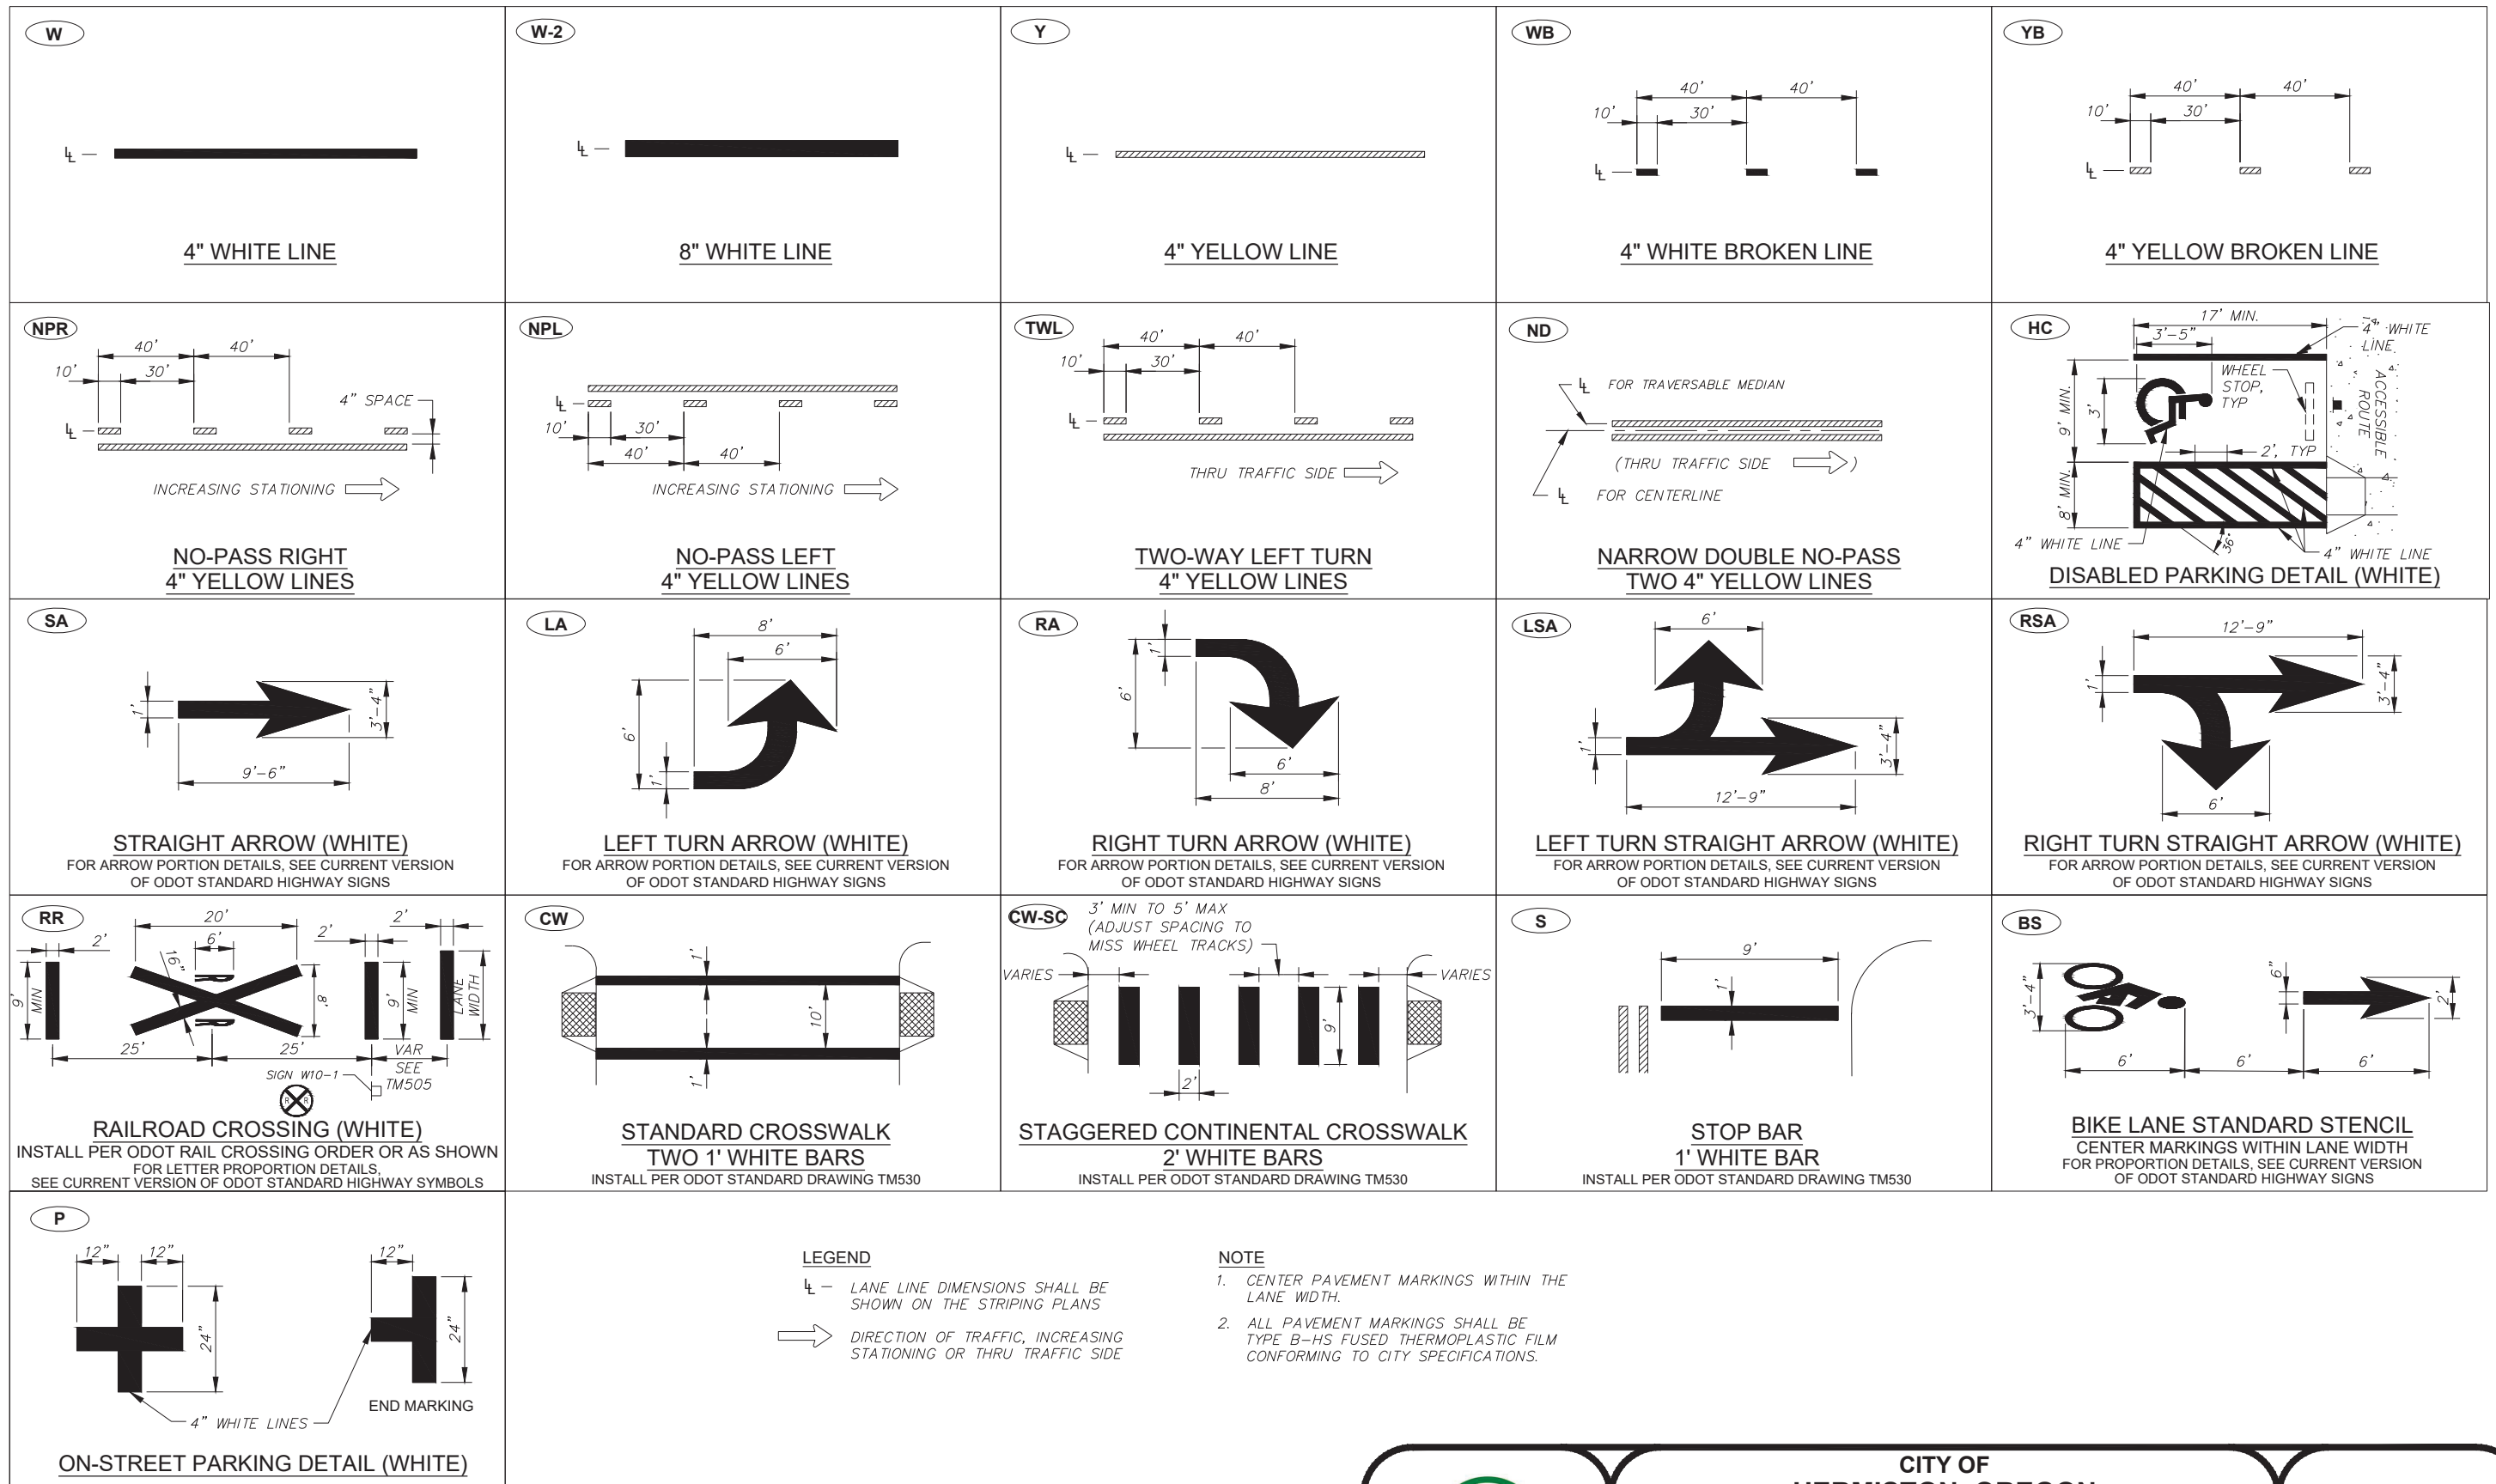 W
4" WHITE LINE
W-2
8" WHITE LINE
Y
4" YELLOW LINE
WB
40' 40'
10' 30'
4" WHITE BROKEN LINE
YB
40' 40'
10' 30'
4" YELLOW BROKEN LINE
NPR
40' 40'
10' 30'
4" SPACE
INCREASING STATIONING
NO-PASS RIGHT
4" YELLOW LINES
NPL
10' 30'
40' 40'
INCREASING STATIONING
NO-PASS LEFT
4" YELLOW LINES
TWL
40' 40'
10' 30'
THRU TRAFFIC SIDE
TWO-WAY LEFT TURN
4" YELLOW LINES
ND
FOR TRAVERSABLE MEDIAN
(THRU TRAFFIC SIDE )
FOR CENTERLINE
NARROW DOUBLE NO-PASS
TWO 4" YELLOW LINES
HC
17' MIN.
3'-5"
4" WHITE
LINE
WHEEL
STOP,
TYP
ACCESSIBLE
ROUTE
9' MIN.
3'
2', TYP
8' MIN.
36"
4" WHITE LINE
4" WHITE LINE
DISABLED PARKING DETAIL (WHITE)
SA
1'
3'-4"
9'-6"
STRAIGHT ARROW (WHITE)
FOR ARROW PORTION DETAILS, SEE CURRENT VERSION
OF ODOT STANDARD HIGHWAY SIGNS
LA
8'
6'
6'
1'
LEFT TURN ARROW (WHITE)
FOR ARROW PORTION DETAILS, SEE CURRENT VERSION
OF ODOT STANDARD HIGHWAY SIGNS
RA
1'
6'
6'
8'
RIGHT TURN ARROW (WHITE)
FOR ARROW PORTION DETAILS, SEE CURRENT VERSION
OF ODOT STANDARD HIGHWAY SIGNS
LSA
6'
1'
3'-4"
12'-9"
LEFT TURN STRAIGHT ARROW (WHITE)
FOR ARROW PORTION DETAILS, SEE CURRENT VERSION
OF ODOT STANDARD HIGHWAY SIGNS
RSA
12'-9"
1'
3'-4"
6'
RIGHT TURN STRAIGHT ARROW (WHITE)
FOR ARROW PORTION DETAILS, SEE CURRENT VERSION
OF ODOT STANDARD HIGHWAY SIGNS
RR
20'
2' 6' 2' 2'
16"
R
R
9'
MIN
8'
9'
MIN
LANE
WIDTH
25' 25' VAR
SEE
TM505
SIGN W10-1
R R
RAILROAD CROSSING (WHITE)
INSTALL PER ODOT RAIL CROSSING ORDER OR AS SHOWN
FOR LETTER PROPORTION DETAILS,
SEE CURRENT VERSION OF ODOT STANDARD HIGHWAY SYMBOLS
CW
1'
10'
1'
STANDARD CROSSWALK
TWO 1' WHITE BARS
INSTALL PER ODOT STANDARD DRAWING TM530
CW-SC
3' MIN TO 5' MAX
(ADJUST SPACING TO
MISS WHEEL TRACKS)
VARIES VARIES
9'
2'
STAGGERED CONTINENTAL CROSSWALK
2' WHITE BARS
INSTALL PER ODOT STANDARD DRAWING TM530
S
9'
1'
STOP BAR
1' WHITE BAR
INSTALL PER ODOT STANDARD DRAWING TM530
BS
3'-4"
6"
2'
6' 6' 6'
BIKE LANE STANDARD STENCIL
CENTER MARKINGS WITHIN LANE WIDTH
FOR PROPORTION DETAILS, SEE CURRENT VERSION
OF ODOT STANDARD HIGHWAY SIGNS
P
12" 12" 12"
24" 24"
END MARKING
4" WHITE LINES
ON-STREET PARKING DETAIL (WHITE)
LEGEND
LANE LINE DIMENSIONS SHALL BE
SHOWN ON THE STRIPING PLANS
DIRECTION OF TRAFFIC, INCREASING
STATIONING OR THRU TRAFFIC SIDE
NOTE
1. CENTER PAVEMENT MARKINGS WITHIN THE
LANE WIDTH.
2. ALL PAVEMENT MARKINGS SHALL BE
TYPE B-HS FUSED THERMOPLASTIC FILM
CONFORMING TO CITY SPECIFICATIONS.
CITY OF
HERMISTON, OREGON